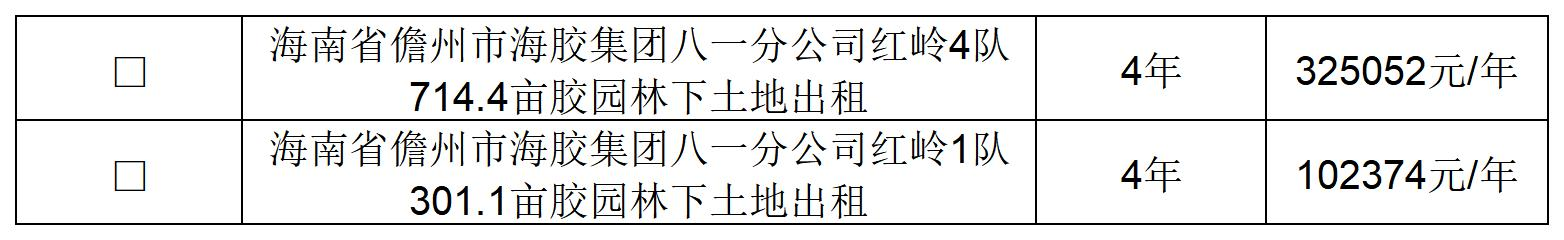 □
海南省儋州市海胶集团八一分公司红岭4队
714.4亩胶园林下土地出租
4年
325052元/年
□
海南省儋州市海胶集团八一分公司红岭1队
301.1亩胶园林下土地出租
4年
102374元/年